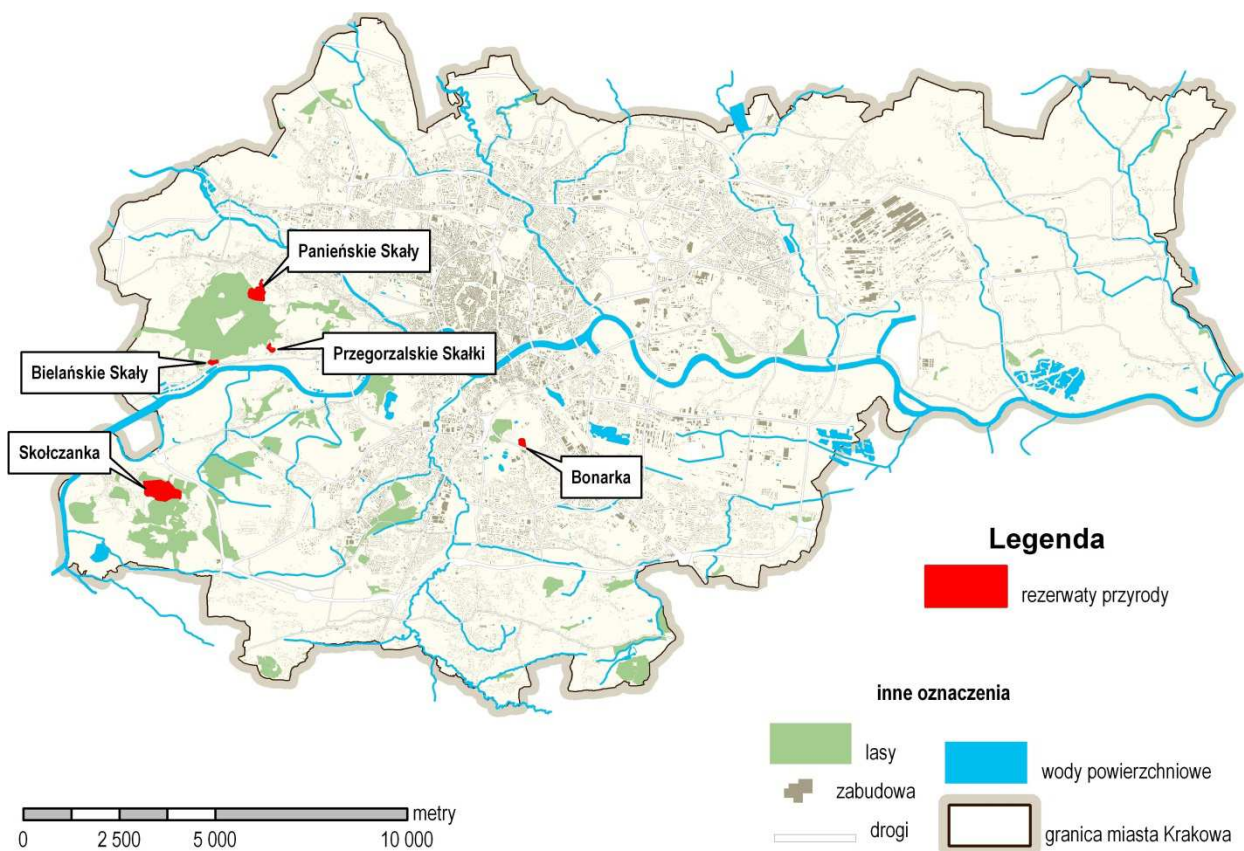 Panieńskie Skały
Przegorzalskie Skałki
Bielańskie Skały
Skołczanka
Bonarka
Legenda
rezerwaty przyrody
inne oznaczenia
lasy
wody powierzchniowe
zabudowa
drogi
granica miasta Krakowa
metry
0 2 500 5 000 10 000